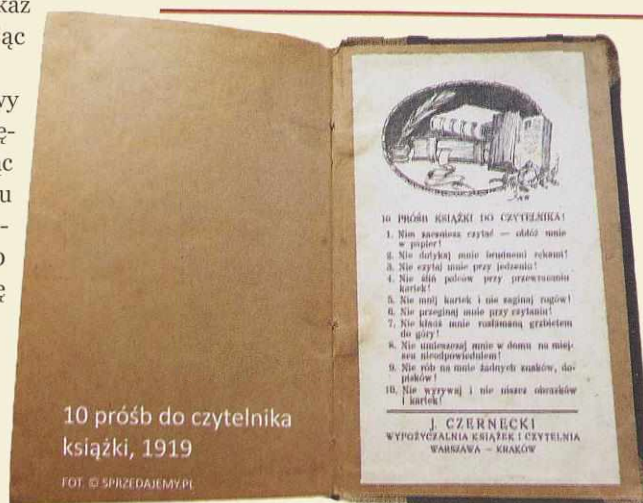 kaz
ąc
wy
ę-
c
u
-
o
ę
10 PRÓŚB KSIĄŻKI DO CZYTELNIKA!
1. Nim zaczniesz czytać — obłóż mnie
w papier!
2. Nie dotykaj mnie brudnemi rękami!
3. Nie czytaj mnie przy jedzeniu!
4. Nie śliń palców przy przewracaniu
kartek!
5. Nie mnij kartek i nie zaginaj rogów!
6. Nie przeginaj mnie przy czytaniu!
7. Nie kładź mnie rozłamaną grzbietem
do góry!
8. Nie umieszczaj mnie w domu na miej-
scu nieodpowiedniem!
9. Nie rób na mnie żadnych znaków, do-
pisków!
10. Nie wyrywaj i nie niszcz obrazków
i kartek!
J. CZERNECKI
WYPOŻYCZALNIA KSIĄŻEK I CZYTELNIA
WARSZAWA – KRAKÓW
10 próśb do czytelnika
książki, 1919
FOT. © SPRZEDAJEMY.PL